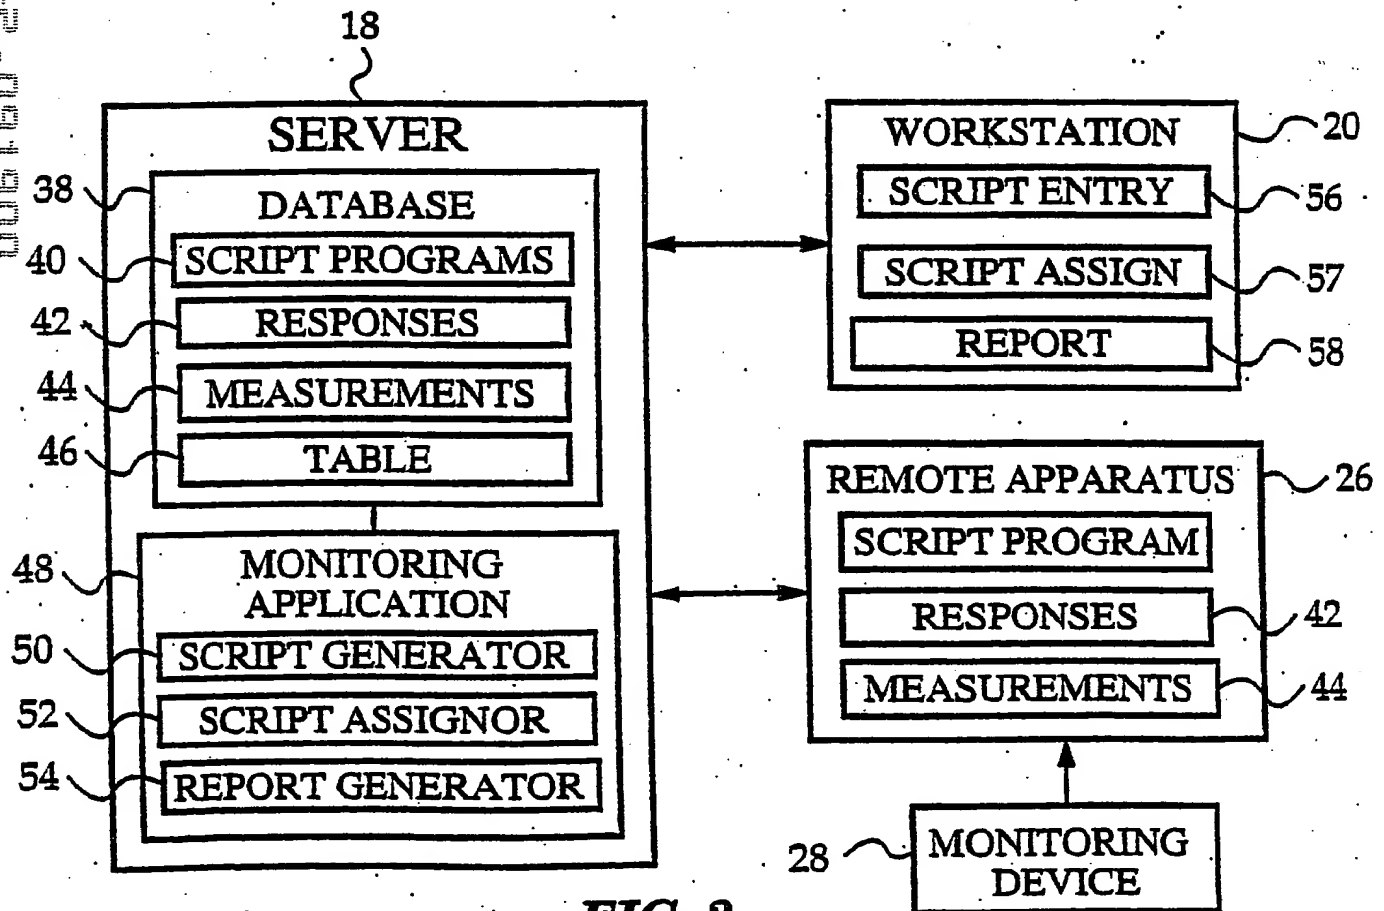 18
SERVER
38
DATABASE
40
SCRIPT PROGRAMS
42
RESPONSES
44
MEASUREMENTS
46
TABLE
48
MONITORING
APPLICATION
50
SCRIPT GENERATOR
52
SCRIPT ASSIGNOR
54
REPORT GENERATOR
WORKSTATION
20
SCRIPT ENTRY
56
SCRIPT ASSIGN
57
REPORT
58
REMOTE APPARATUS
26
SCRIPT PROGRAM
RESPONSES
42
MEASUREMENTS
44
28
MONITORING
DEVICE